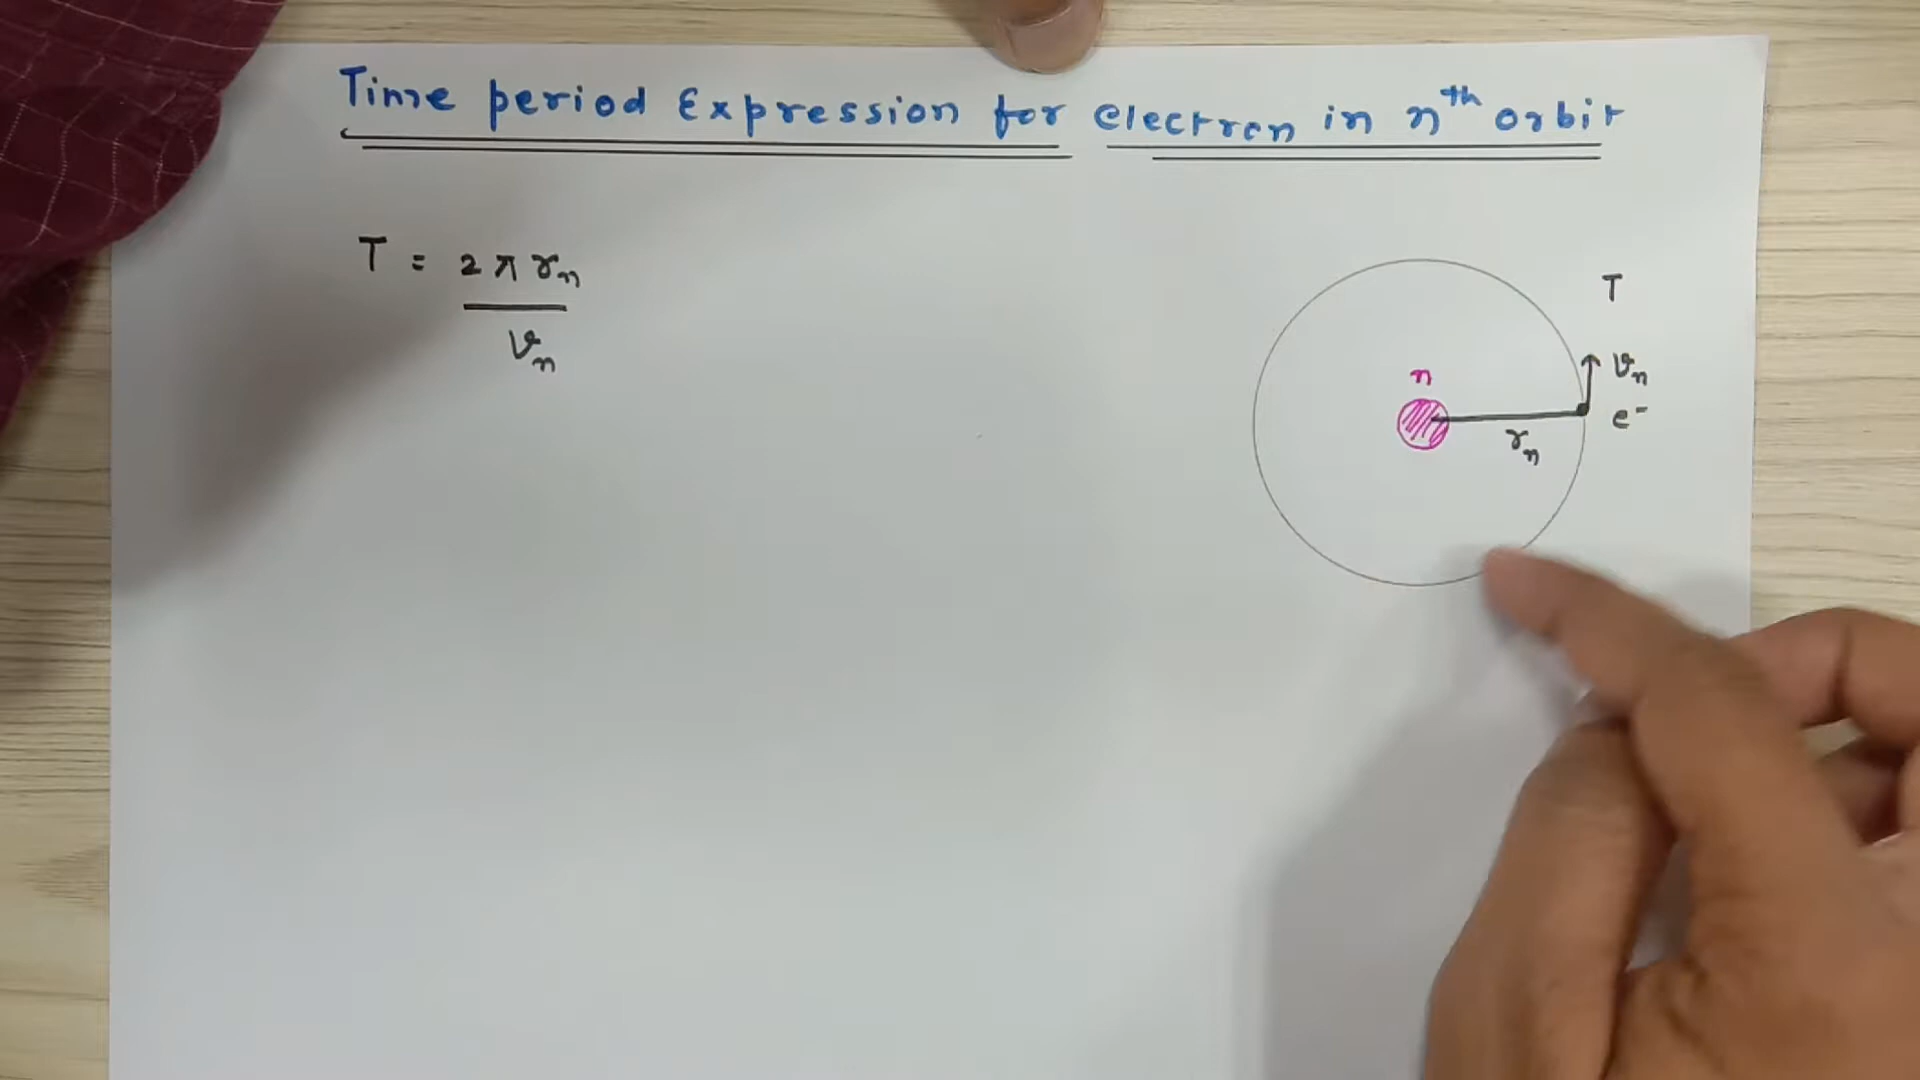 Time period Expression for electron in nth orbit
T = 2πrn
vn
T
vn
n
e-
rn